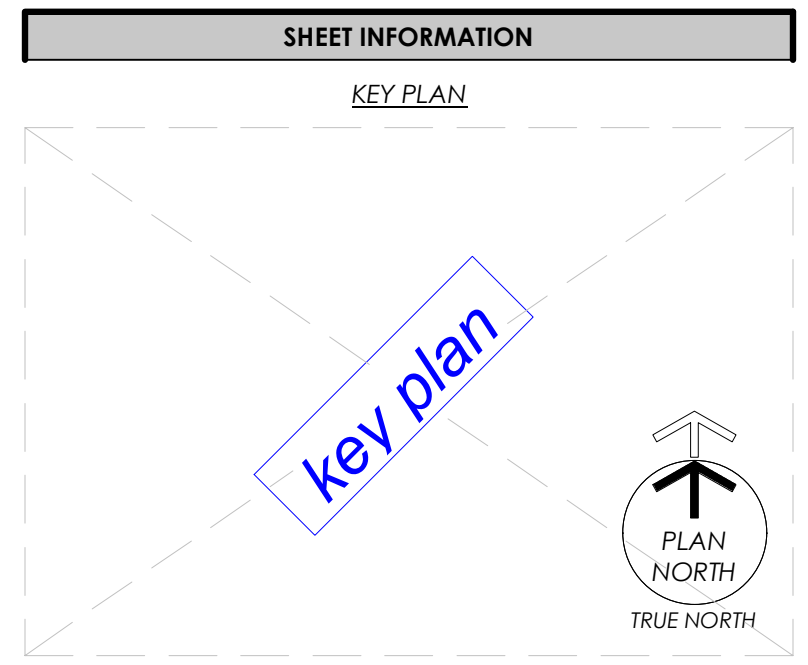 SHEET INFORMATION
KEY PLAN
key plan
PLAN
NORTH
TRUE NORTH